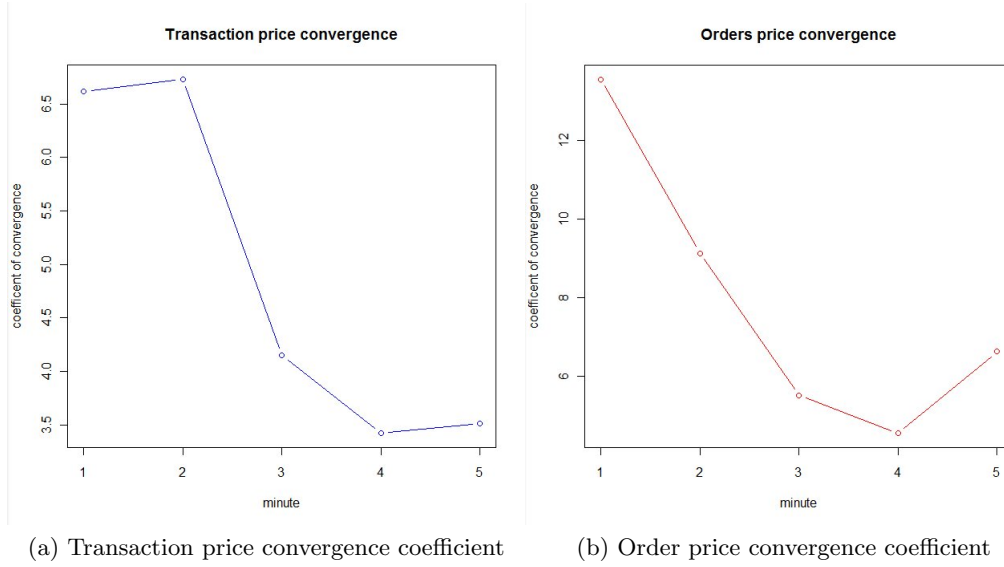 Transaction price convergence
coefficent of convergence
6.5
6.0
5.5
5.0
4.5
4.0
3.5
1 2 3 4 5
minute
(a) Transaction price convergence coefficient
Orders price convergence
coefficent of convergence
12
10
8
6
1 2 3 4 5
minute
(b) Order price convergence coefficient